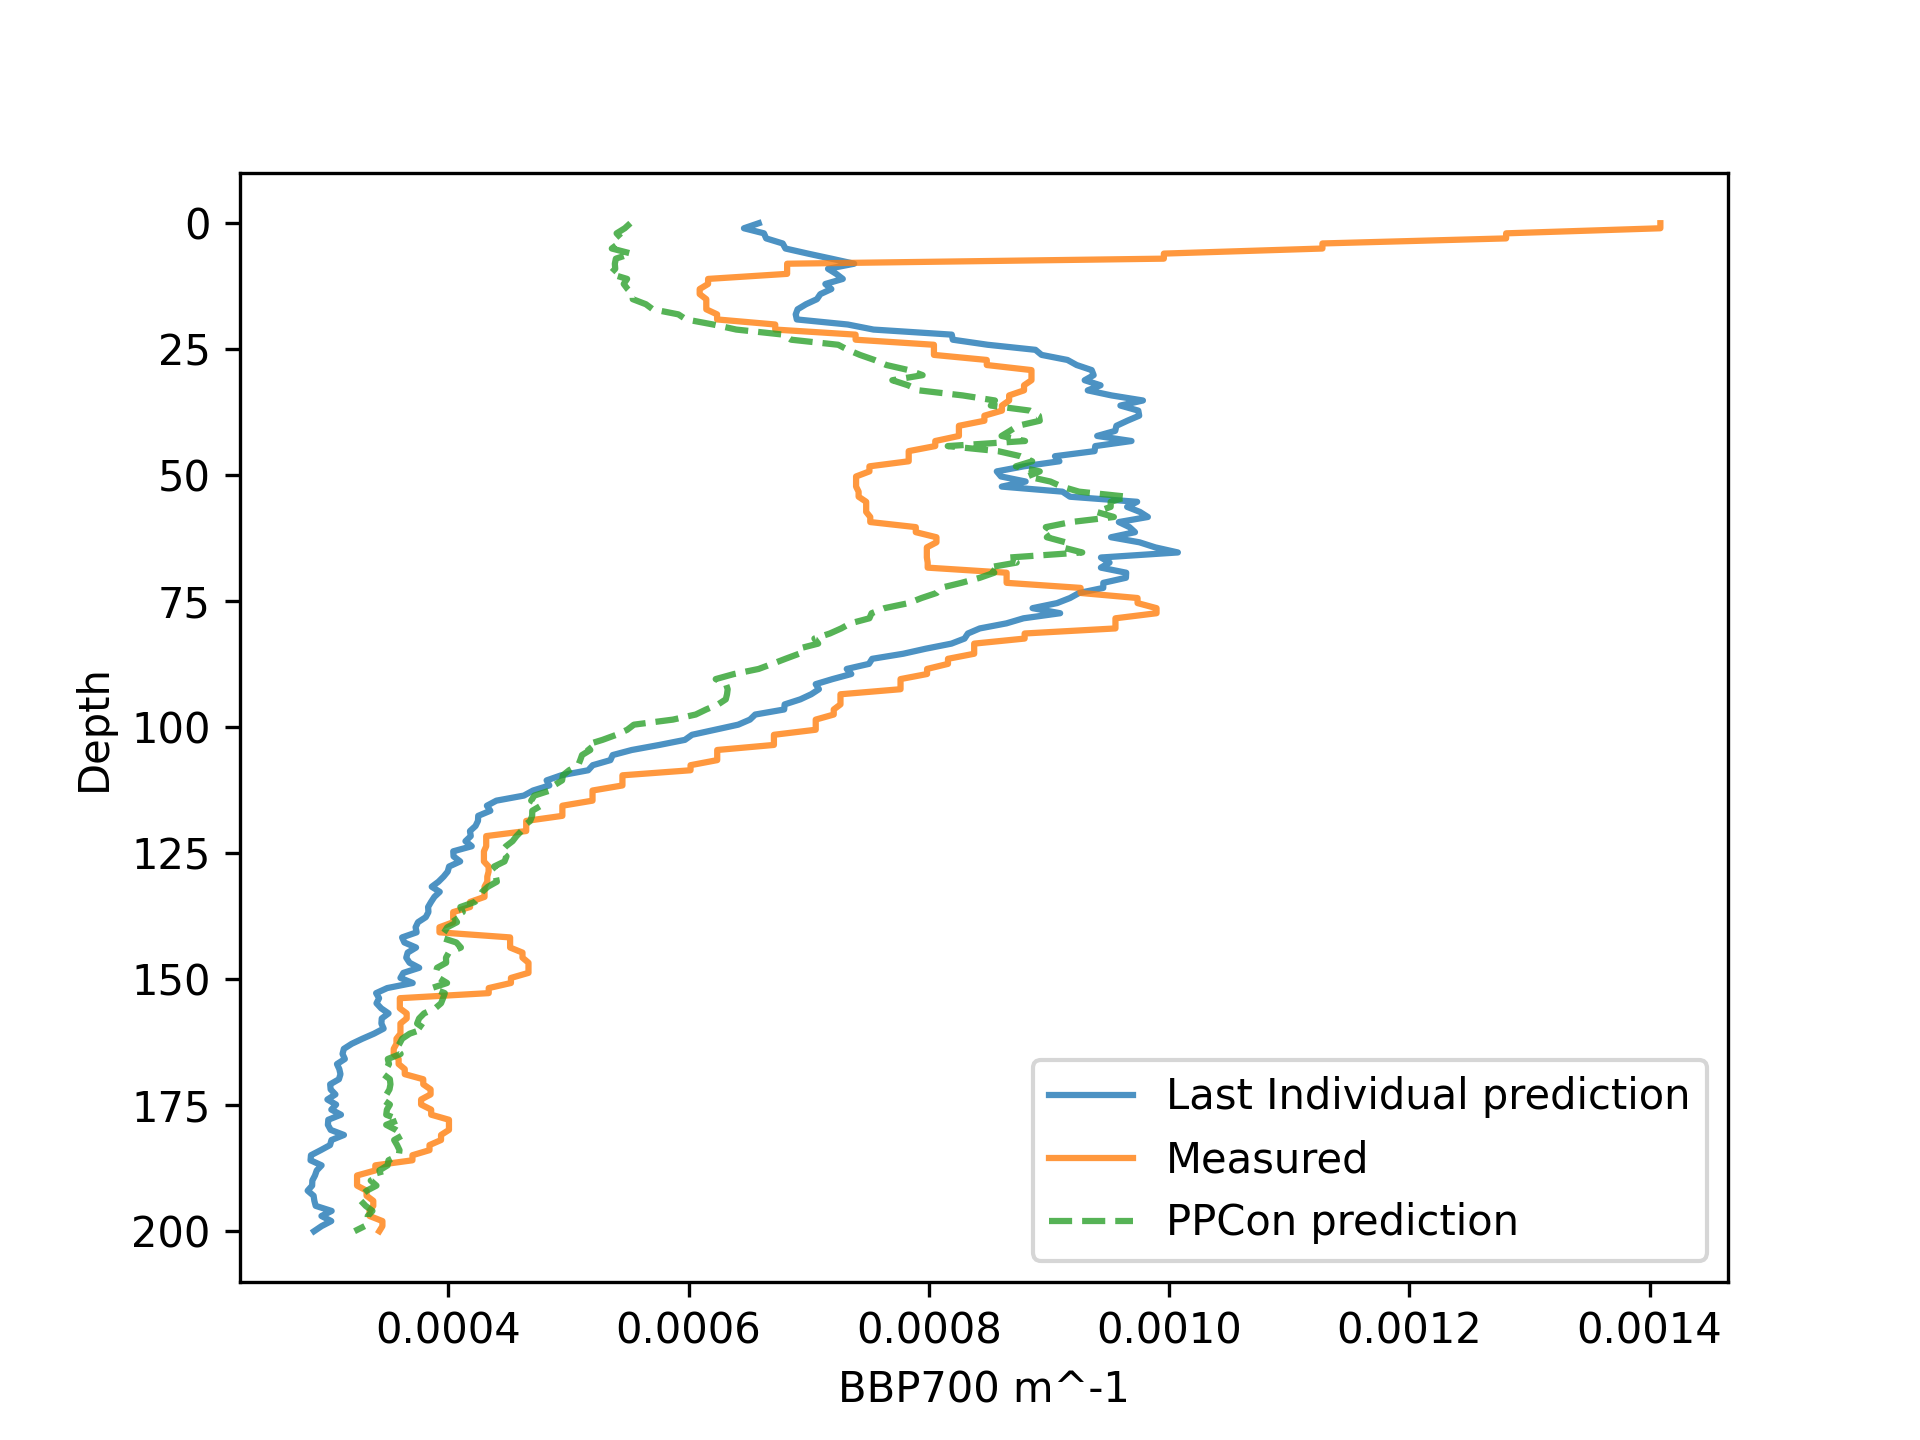 0
25
50
75
100
125
150
175
200
Depth
0.0004 0.0006 0.0008 0.0010 0.0012 0.0014
BBP700 m^-1
Last Individual prediction
Measured
PPCon prediction